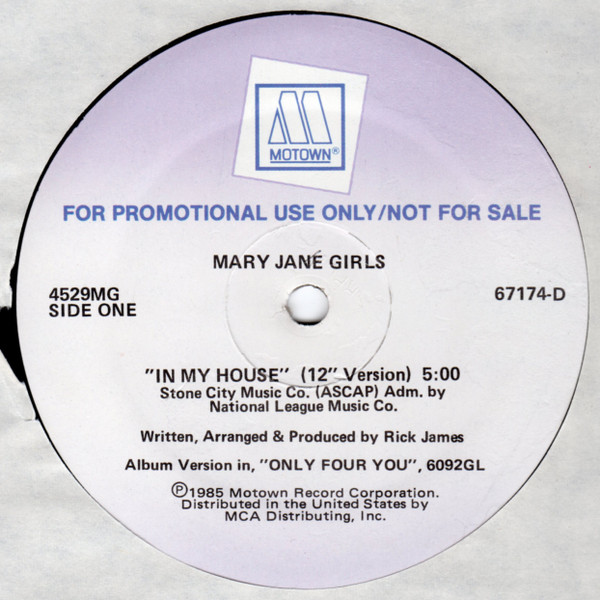 MOTOWN®
FOR PROMOTIONAL USE ONLY/NOT FOR SALE
MARY JANE GIRLS
4529MG
SIDE ONE
67174-D
"IN MY HOUSE" (12" Version) 5:00
Stone City Music Co. (ASCAP) Adm. by
National League Music Co.
Written, Arranged & Produced by Rick James
Album Version in, "ONLY FOUR YOU", 6092GL
Ⓟ1985 Motown Record Corporation.
Distributed in the United States by
MCA Distributing, Inc.